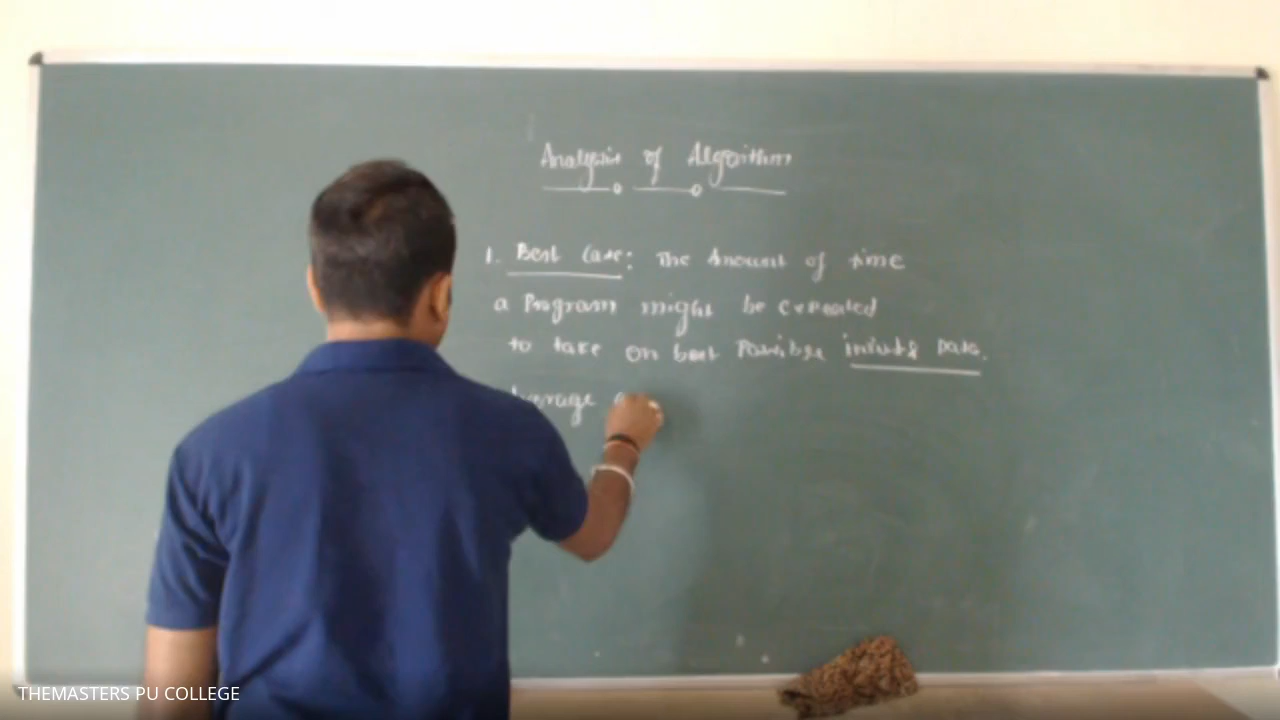 Analysis of Algorithm
1. Best Case: The Amount of time
a Program might be expected
to take on best Possible inputs Data.
Average
THEMASTERS PU COLLEGE